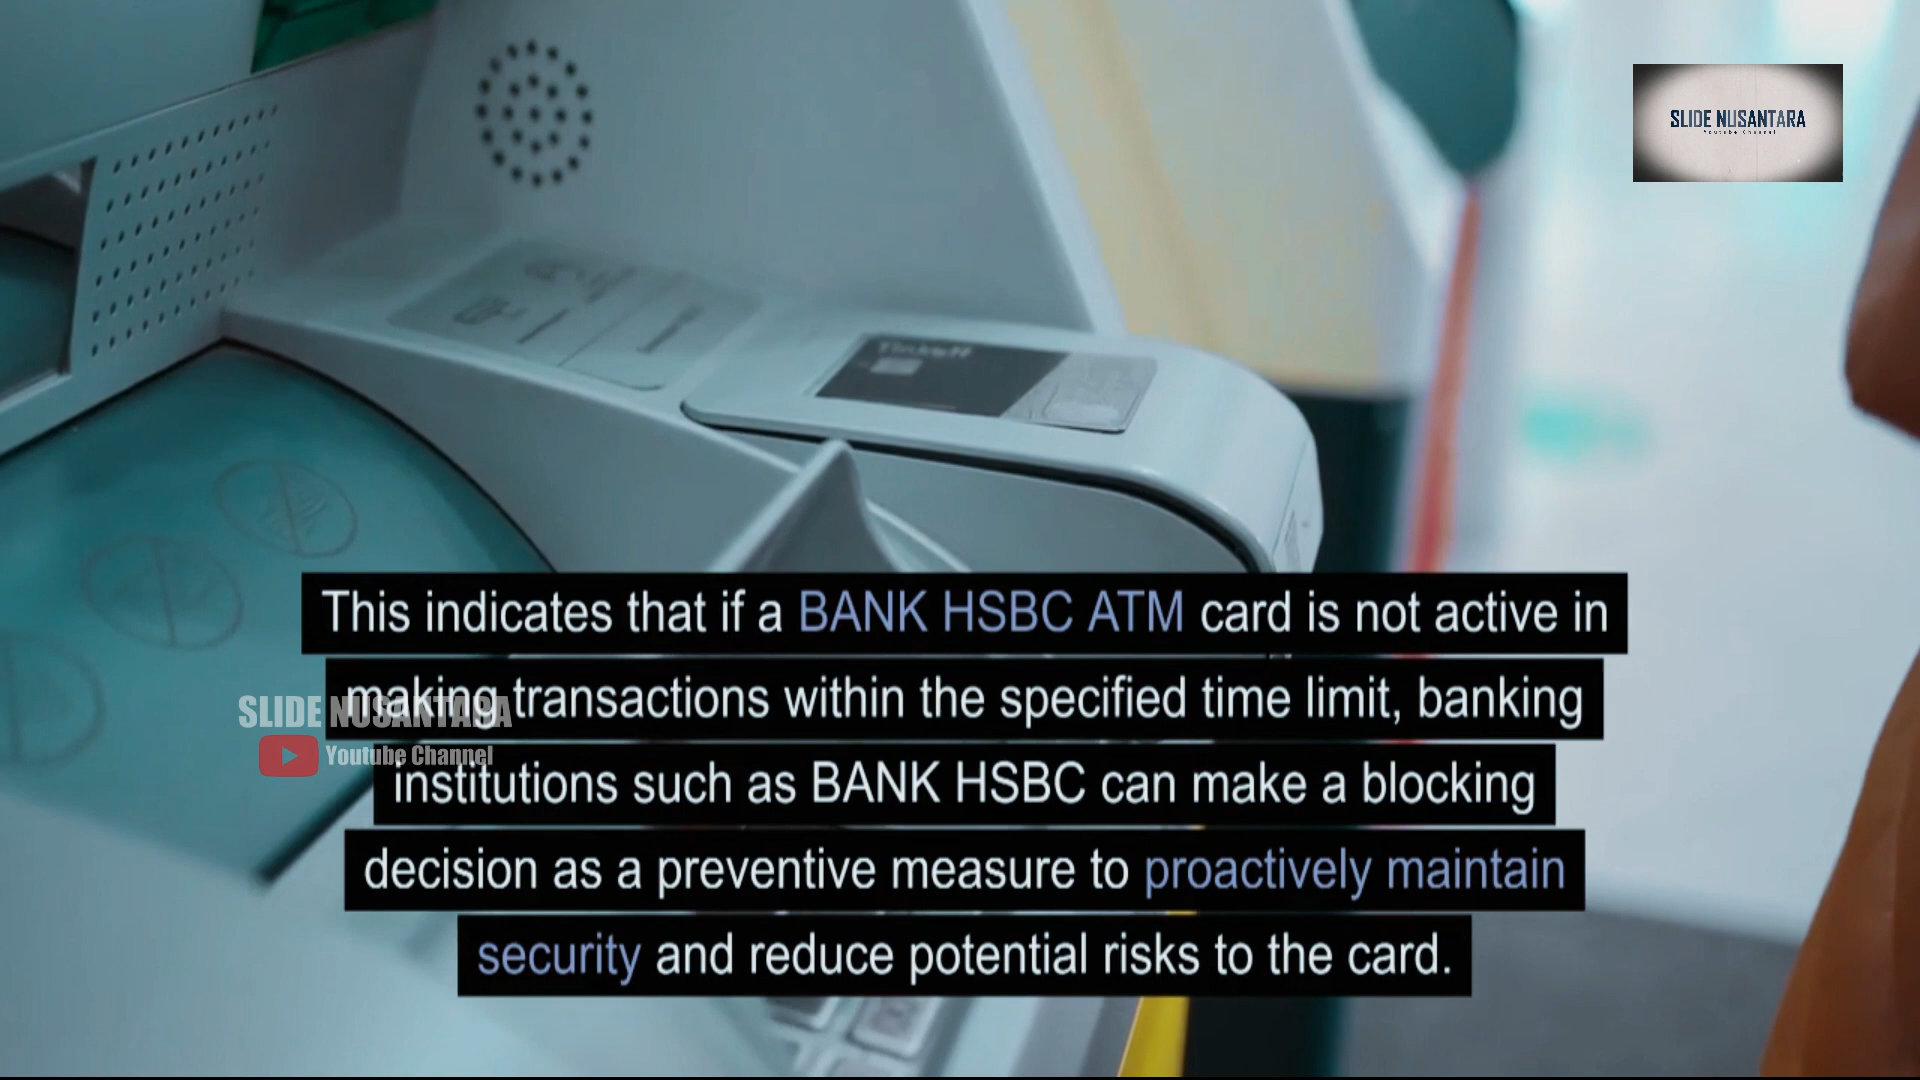 SLIDE NUSANTARA
Youtube Channel
Tinkoff
This indicates that if a BANK HSBC ATM card is not active in
making transactions within the specified time limit, banking
institutions such as BANK HSBC can make a blocking
decision as a preventive measure to proactively maintain
security and reduce potential risks to the card.
SLIDE NUSANTARA
Youtube Channel